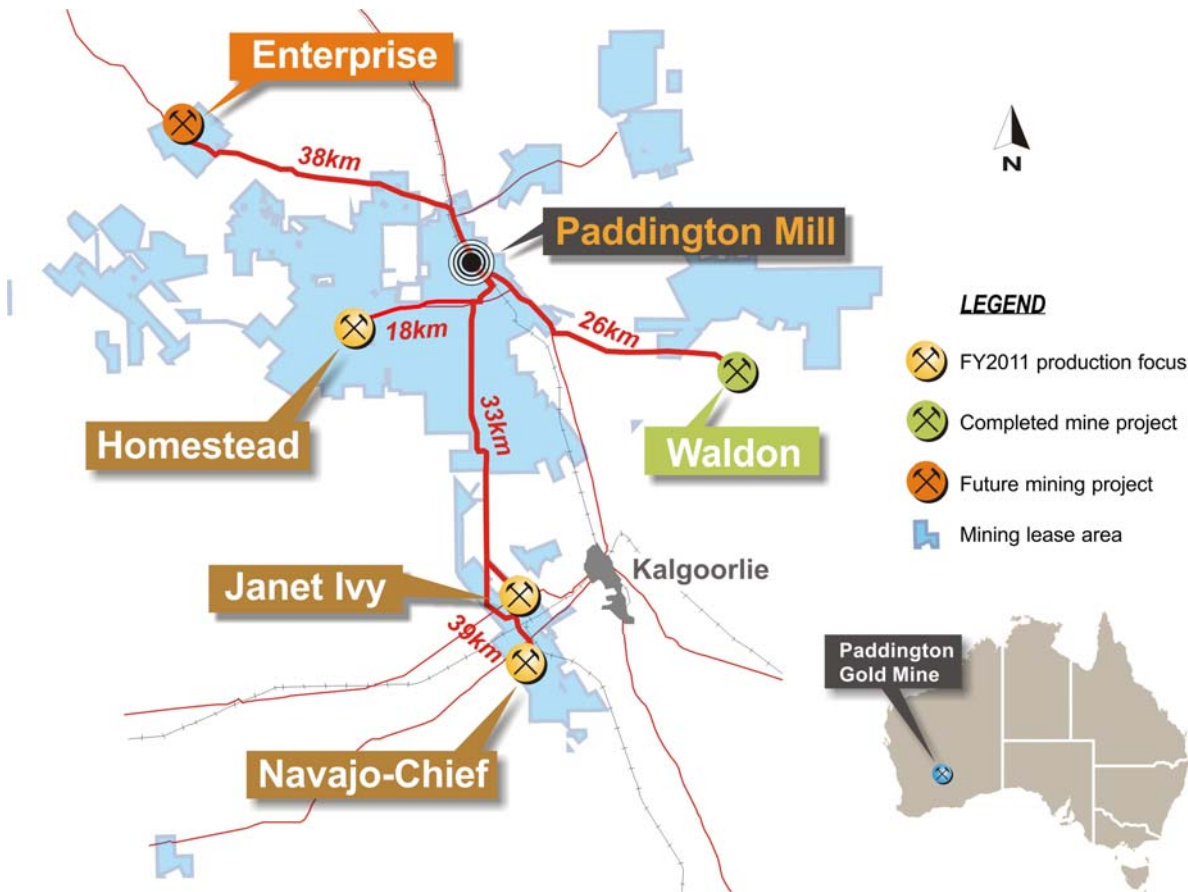 Enterprise
38km
N
Paddington Mill
LEGEND
18km
26km
FY2011 production focus
33km
Completed mine project
Homestead
Waldon
Future mining project
Mining lease area
Janet Ivy
Kalgoorlie
39km
Paddington
Gold Mine
Navajo-Chief